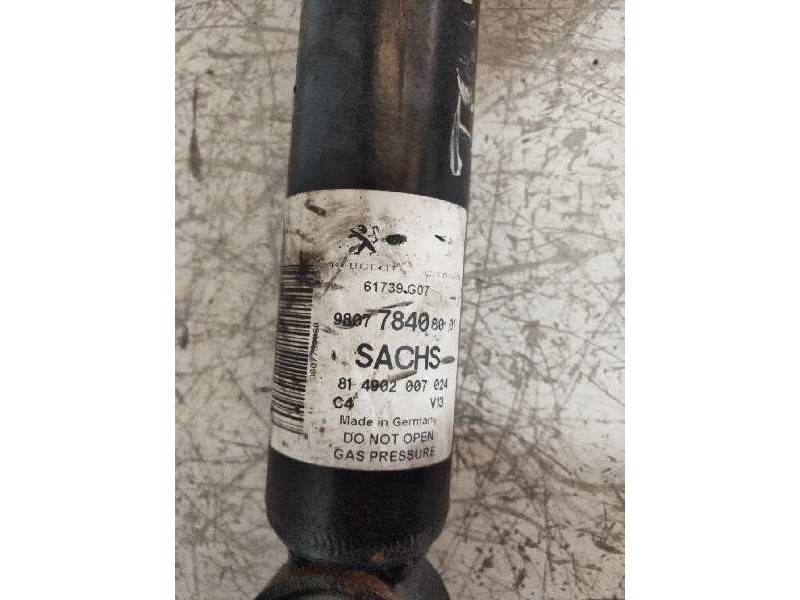 PEUGEOT CITROËN
61739.G07
9807 7840 80 01
SACHS
81 4902 007 024
C4 V13
Made in Germany
DO NOT OPEN
GAS PRESSURE